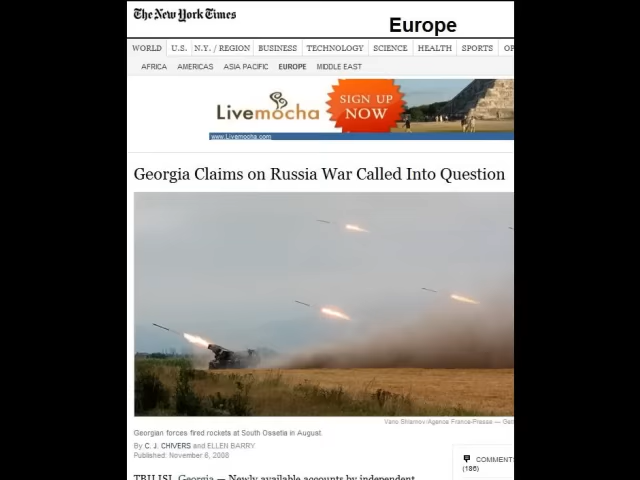 The New York Times
Europe
WORLD U.S. N.Y. / REGION BUSINESS TECHNOLOGY SCIENCE HEALTH SPORTS OP
AFRICA AMERICAS ASIA PACIFIC EUROPE MIDDLE EAST
Livemocha
SIGN UP
NOW
www.Livemocha.com
Georgia Claims on Russia War Called Into Question
Vano Shlamov/Agence France-Presse — Get
Georgian forces fired rockets at South Ossetia in August.
By C. J. CHIVERS and ELLEN BARRY
Published: November 6, 2008
COMMENT
(186)
TBILISI, Georgia — Newly available accounts by independent